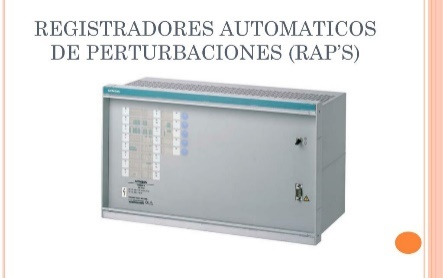 REGISTRADORES AUTOMATICOS
DE PERTURBACIONES (RAP'S)